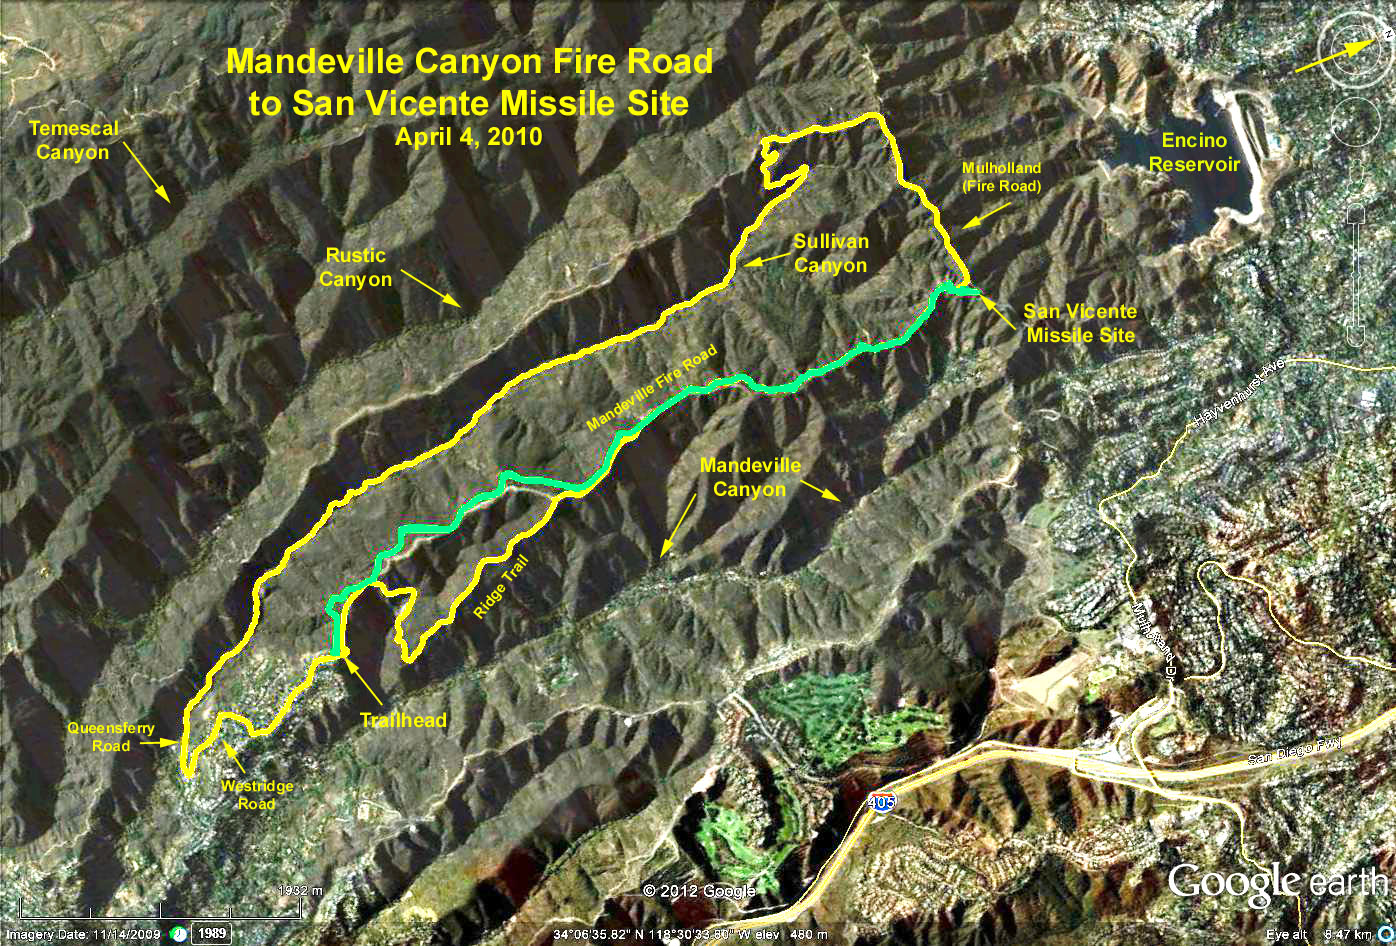 Mandeville Canyon Fire Road
to San Vicente Missile Site
April 4, 2010
N
Temescal
Canyon
Encino
Reservoir
Mulholland
(Fire Road)
Rustic
Canyon
Sullivan
Canyon
San Vicente
Missile Site
Mandeville Fire Road
Hayvenhurst Ave
Mandeville
Canyon
Ridge Trail
Mulholland Dr
Queensferry
Road
Trailhead
Westridge
Road
San Diego Fwy
405
1932 m
© 2012 Google
Google earth
Imagery Date: 11/14/2009
1989
34°06'35.82" N 118°30'33.80" W elev 480 m
Eye alt 8.47 km